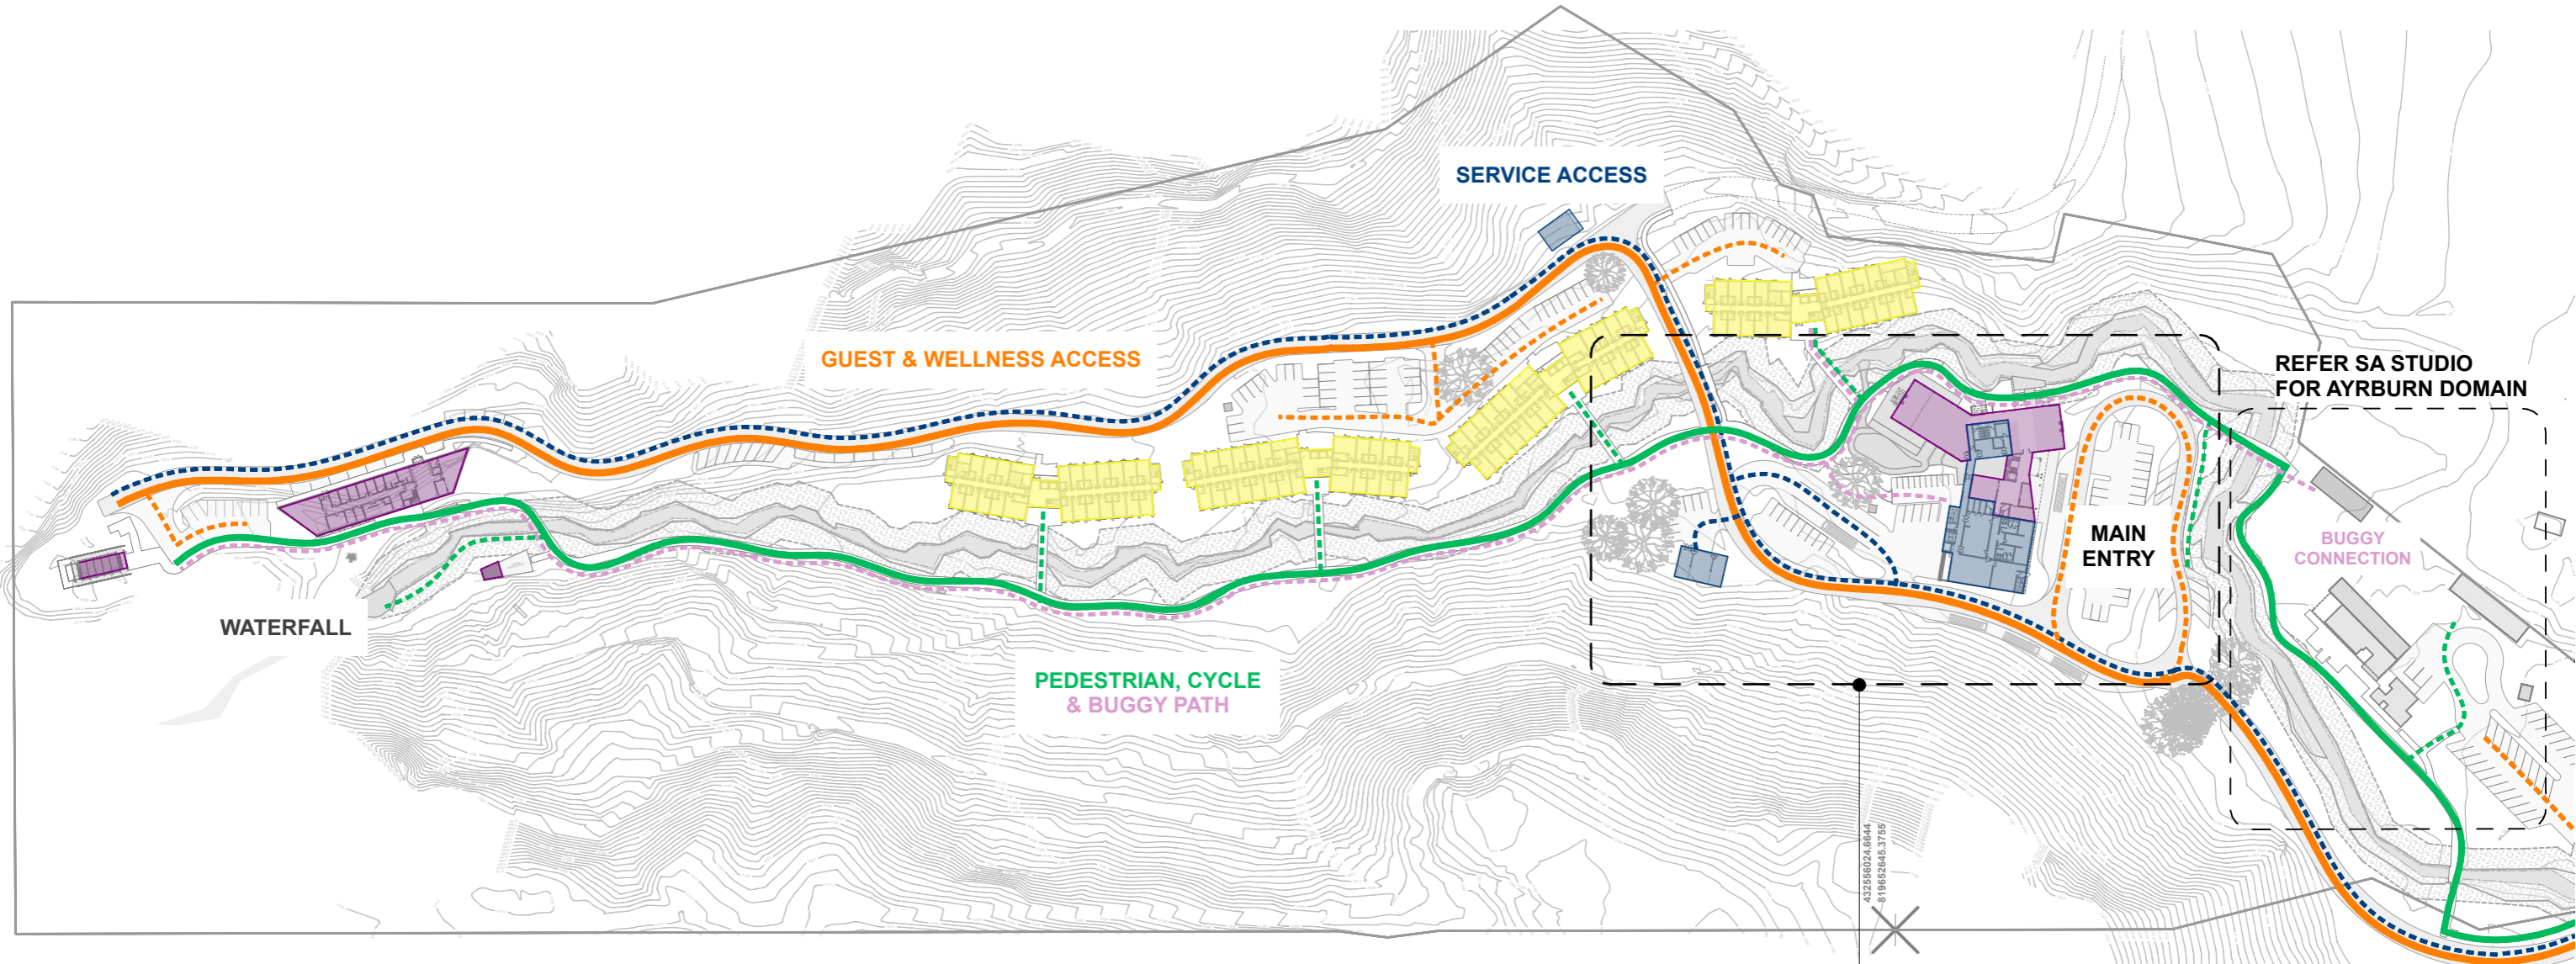 SERVICE ACCESS
GUEST & WELLNESS ACCESS
REFER SA STUDIO
FOR AYRBURN DOMAIN
MAIN
ENTRY
BUGGY
CONNECTION
WATERFALL
PEDESTRIAN, CYCLE
& BUGGY PATH
432556024.6644
819652645.3755